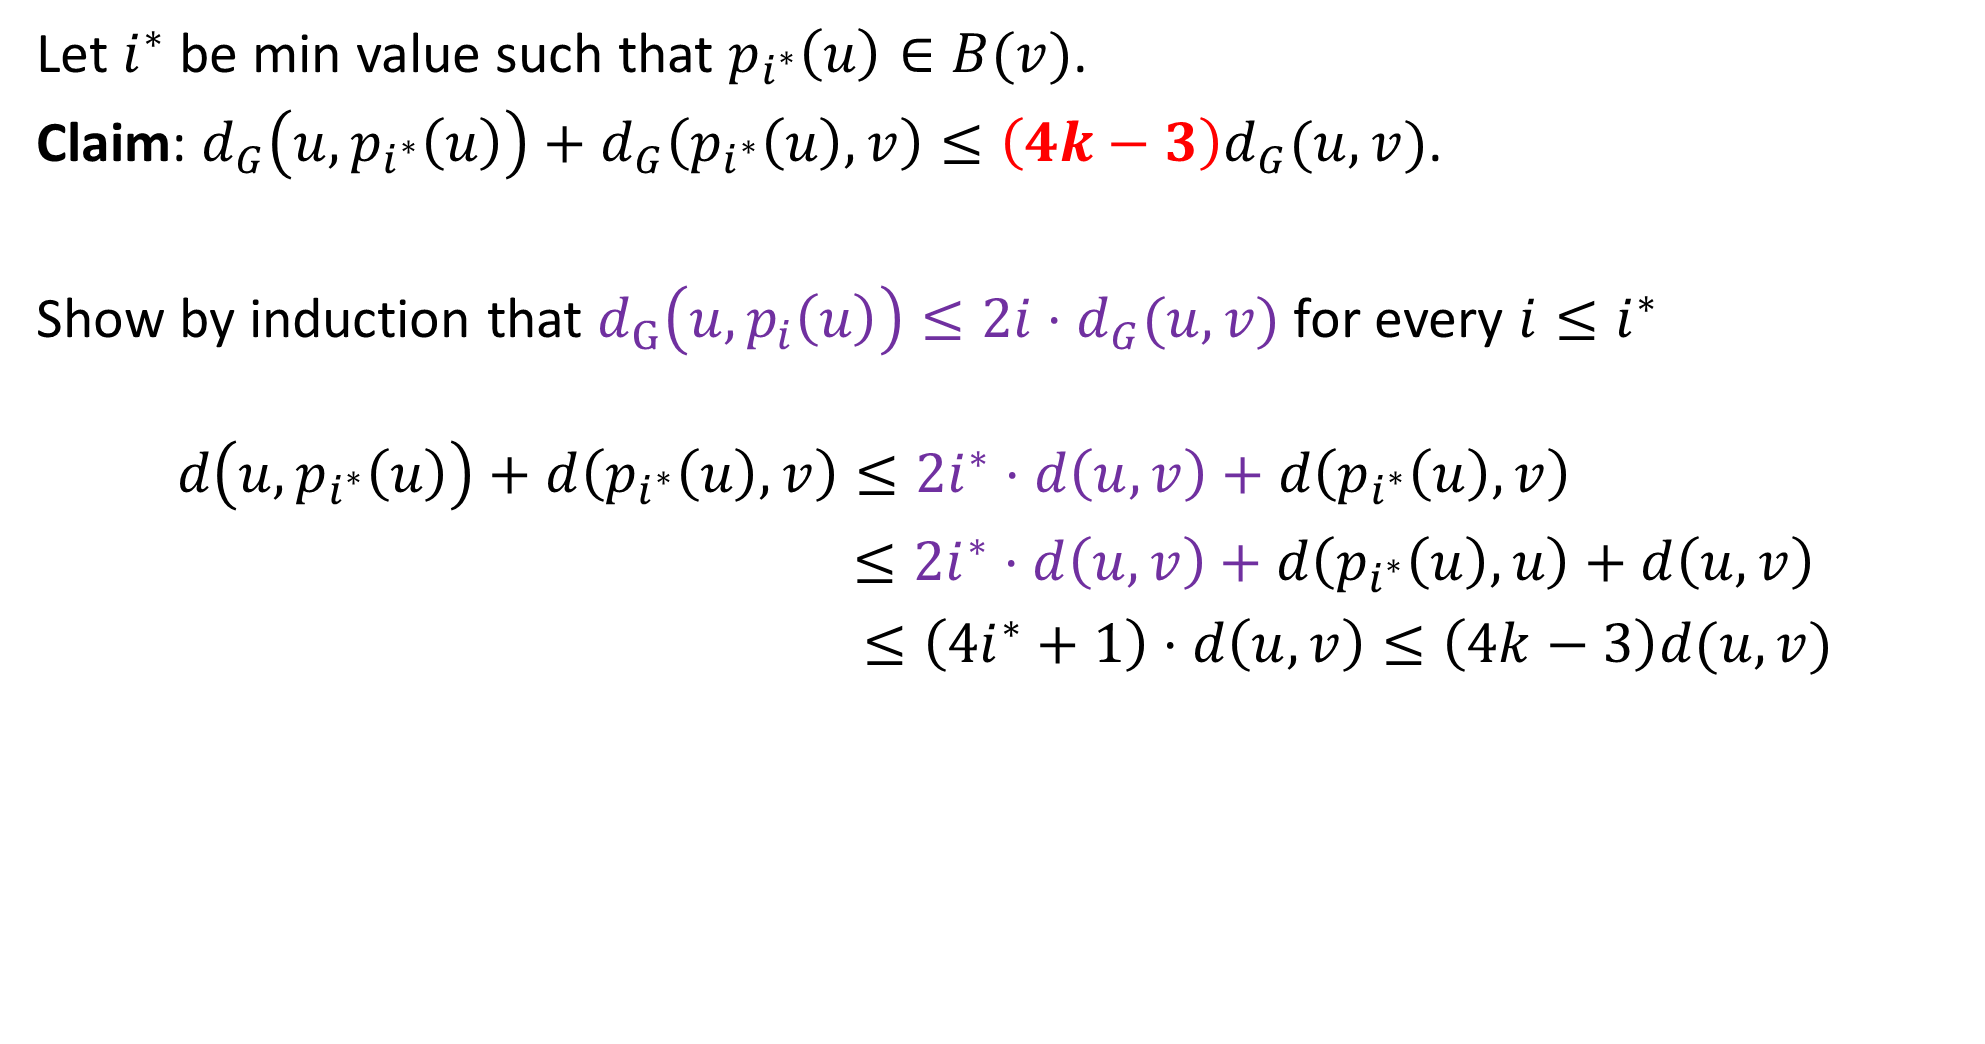 Let 𝑖* be min value such that 𝑝_{𝑖*}(𝑢) ∈ 𝐵(𝑣).
Claim: 𝑑_𝐺(𝑢, 𝑝_{𝑖*}(𝑢)) + 𝑑_𝐺(𝑝_{𝑖*}(𝑢), 𝑣) ≤ (4𝑘 − 3)𝑑_𝐺(𝑢, 𝑣).
Show by induction that 𝑑_G(𝑢, 𝑝_𝑖(𝑢)) ≤ 2𝑖 · 𝑑_𝐺(𝑢, 𝑣) for every 𝑖 ≤ 𝑖*
𝑑(𝑢, 𝑝_{𝑖*}(𝑢)) + 𝑑(𝑝_{𝑖*}(𝑢), 𝑣) ≤ 2𝑖* · 𝑑(𝑢, 𝑣) + 𝑑(𝑝_{𝑖*}(𝑢), 𝑣)
≤ 2𝑖* · 𝑑(𝑢, 𝑣) + 𝑑(𝑝_{𝑖*}(𝑢), 𝑢) + 𝑑(𝑢, 𝑣)
≤ (4𝑖* + 1) · 𝑑(𝑢, 𝑣) ≤ (4𝑘 − 3)𝑑(𝑢, 𝑣)